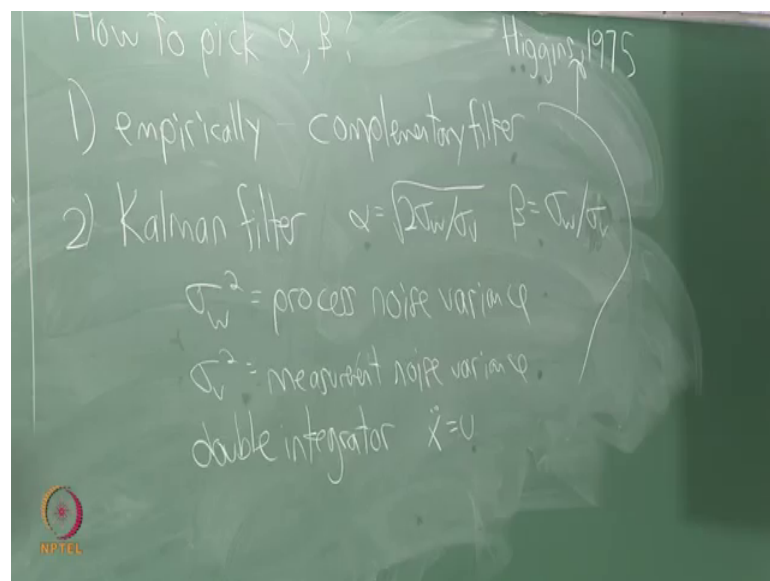 How to pick α, β?
Higgins, 1975
1) empirically - complementary filter
2) Kalman filter α = √2σw/σv β = σw/σv
σw² = process noise variance
σv² = measurement noise variance
double integrator ẍ = u
NPTEL